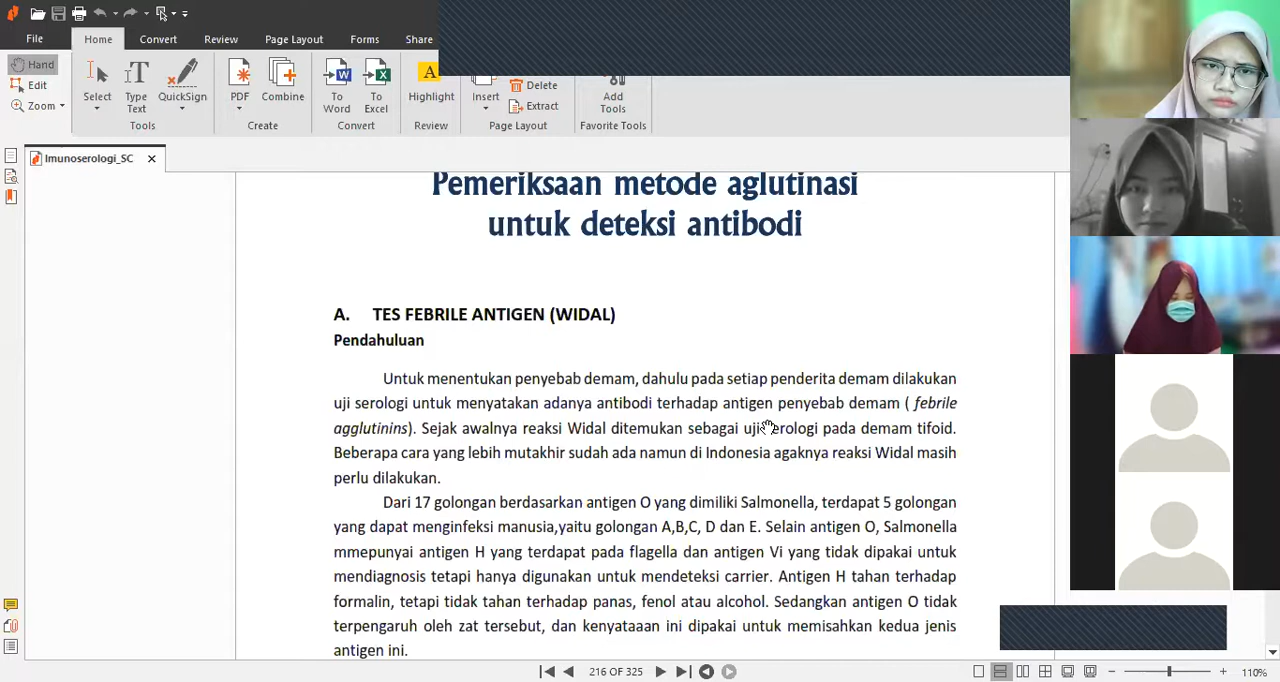 File
Home
Convert
Review
Page Layout
Forms
Share
Hand
Edit
Zoom
Select
Type
Text
QuickSign
Tools
PDF
Combine
Create
To
Word
To
Excel
Convert
Highlight
Review
Insert
Delete
Extract
Page Layout
Add
Tools
Favorite Tools
Imunoserologi_SC
Pemeriksaan metode aglutinasi
untuk deteksi antibodi
A. TES FEBRILE ANTIGEN (WIDAL)
Pendahuluan
Untuk menentukan penyebab demam, dahulu pada setiap penderita demam dilakukan
uji serologi untuk menyatakan adanya antibodi terhadap antigen penyebab demam ( febrile
agglutinins). Sejak awalnya reaksi Widal ditemukan sebagai uji serologi pada demam tifoid.
Beberapa cara yang lebih mutakhir sudah ada namun di Indonesia agaknya reaksi Widal masih
perlu dilakukan.
Dari 17 golongan berdasarkan antigen O yang dimiliki Salmonella, terdapat 5 golongan
yang dapat menginfeksi manusia,yaitu golongan A,B,C, D dan E. Selain antigen O, Salmonella
mmepunyai antigen H yang terdapat pada flagella dan antigen Vi yang tidak dipakai untuk
mendiagnosis tetapi hanya digunakan untuk mendeteksi carrier. Antigen H tahan terhadap
formalin, tetapi tidak tahan terhadap panas, fenol atau alcohol. Sedangkan antigen O tidak
terpengaruh oleh zat tersebut, dan kenyataaan ini dipakai untuk memisahkan kedua jenis
antigen ini.
216 OF 325
110%